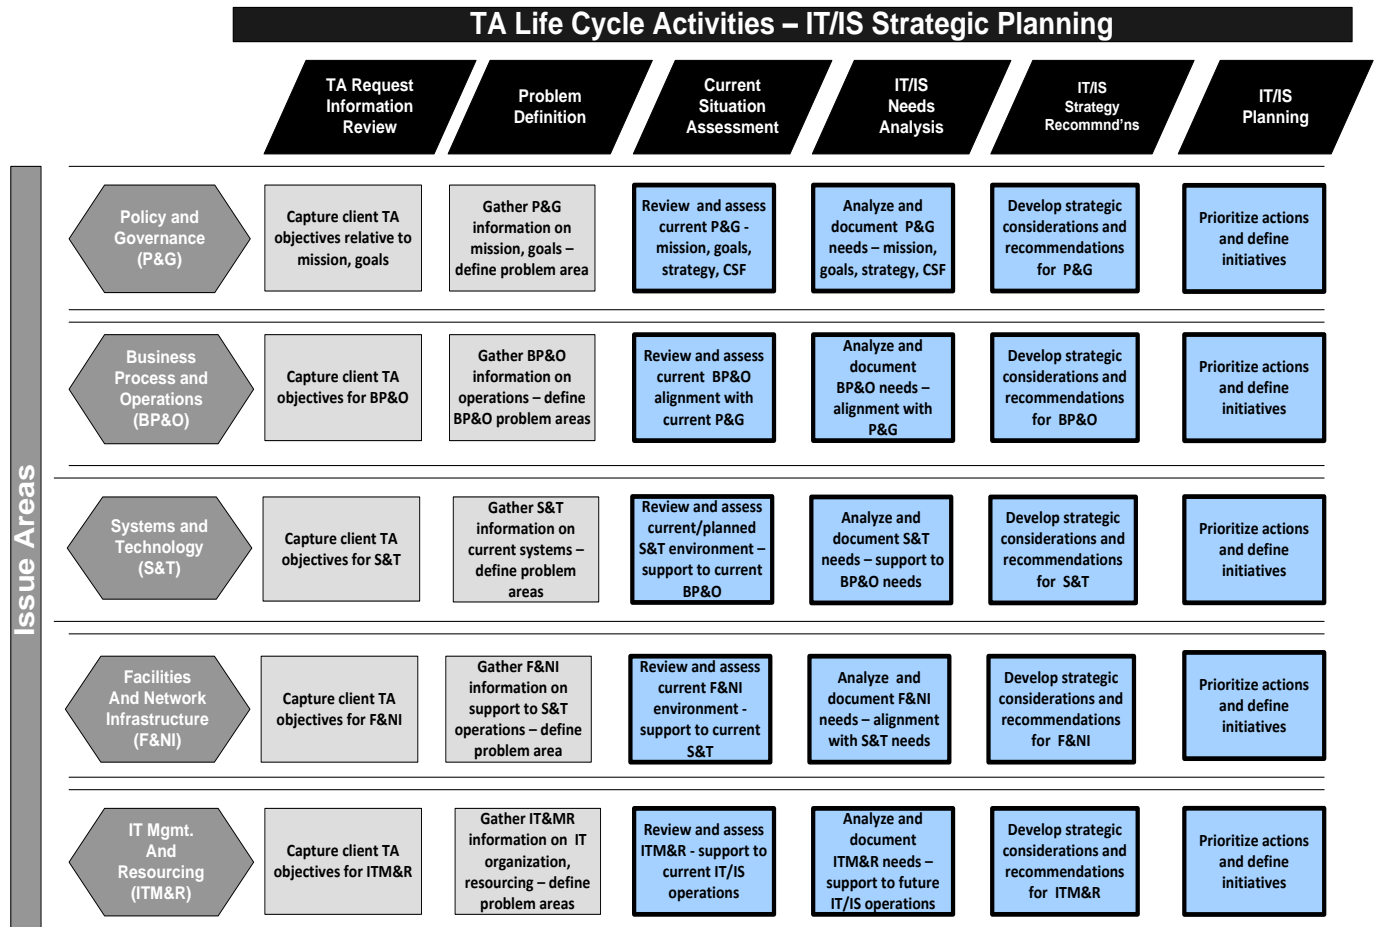 TA Life Cycle Activities – IT/IS Strategic Planning
TA Request
Information
Review
Problem
Definition
Current
Situation
Assessment
IT/IS
Needs
Analysis
IT/IS
Strategy
Recommnd'ns
IT/IS
Planning
Issue Areas
Policy and
Governance
(P&G)
Capture client TA
objectives relative to
mission, goals
Gather P&G
information on
mission, goals –
define problem area
Review and assess
current P&G -
mission, goals,
strategy, CSF
Analyze and
document P&G
needs – mission,
goals, strategy, CSF
Develop strategic
considerations and
recommendations
for P&G
Prioritize actions
and define
initiatives
Business
Process and
Operations
(BP&O)
Capture client TA
objectives for BP&O
Gather BP&O
information on
operations – define
BP&O problem areas
Review and assess
current BP&O
alignment with
current P&G
Analyze and
document
BP&O needs –
alignment with
P&G
Develop strategic
considerations and
recommendations
for BP&O
Prioritize actions
and define
initiatives
Systems and
Technology
(S&T)
Capture client TA
objectives for S&T
Gather S&T
information on
current systems –
define problem
areas
Review and assess
current/planned
S&T environment –
support to current
BP&O
Analyze and
document S&T
needs – support to
BP&O needs
Develop strategic
considerations and
recommendations
for S&T
Prioritize actions
and define
initiatives
Facilities
And Network
Infrastructure
(F&NI)
Capture client TA
objectives for F&NI
Gather F&NI
information on
support to S&T
operations – define
problem area
Review and assess
current F&NI
environment -
support to current
S&T
Analyze and
document F&NI
needs – alignment
with S&T needs
Develop strategic
considerations and
recommendations
for F&NI
Prioritize actions
and define
initiatives
IT Mgmt.
And
Resourcing
(ITM&R)
Capture client TA
objectives for ITM&R
Gather IT&MR
information on IT
organization,
resourcing – define
problem areas
Review and assess
ITM&R - support to
current IT/IS
operations
Analyze and
document
ITM&R needs –
support to future
IT/IS operations
Develop strategic
considerations and
recommendations
for ITM&R
Prioritize actions
and define
initiatives